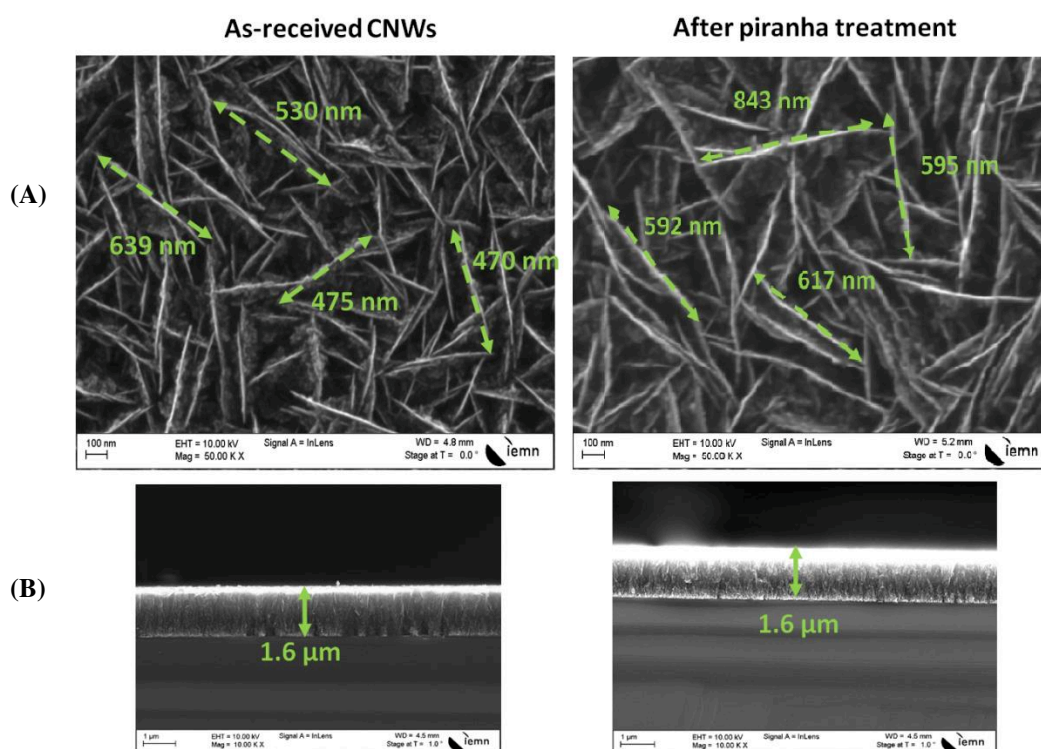 As-received CNWs
After piranha treatment
(A)
530 nm
639 nm
475 nm
470 nm
843 nm
595 nm
592 nm
617 nm
100 nm
EHT = 10.00 kV
Mag = 50.00 K X
Signal A = InLens
WD = 4.8 mm
Stage at T = 0.0 °
iemn
100 nm
EHT = 10.00 kV
Mag = 50.00 K X
Signal A = InLens
WD = 5.2 mm
Stage at T = 0.0 °
iemn
(B)
1.6 µm
1.6 µm
1 µm
EHT = 10.00 kV
Mag = 10.00 K X
Signal A = InLens
WD = 4.5 mm
Stage at T = 1.0 °
iemn
1 µm
EHT = 10.00 kV
Mag = 10.00 K X
Signal A = InLens
WD = 4.5 mm
Stage at T = 1.0 °
iemn